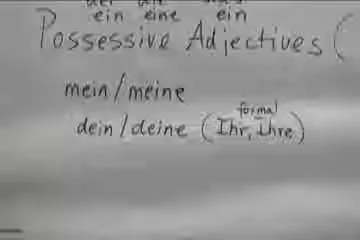 ein eine ein
Possessive Adjectives (
mein/meine
formal
dein/deine (Ihr, Ihre)